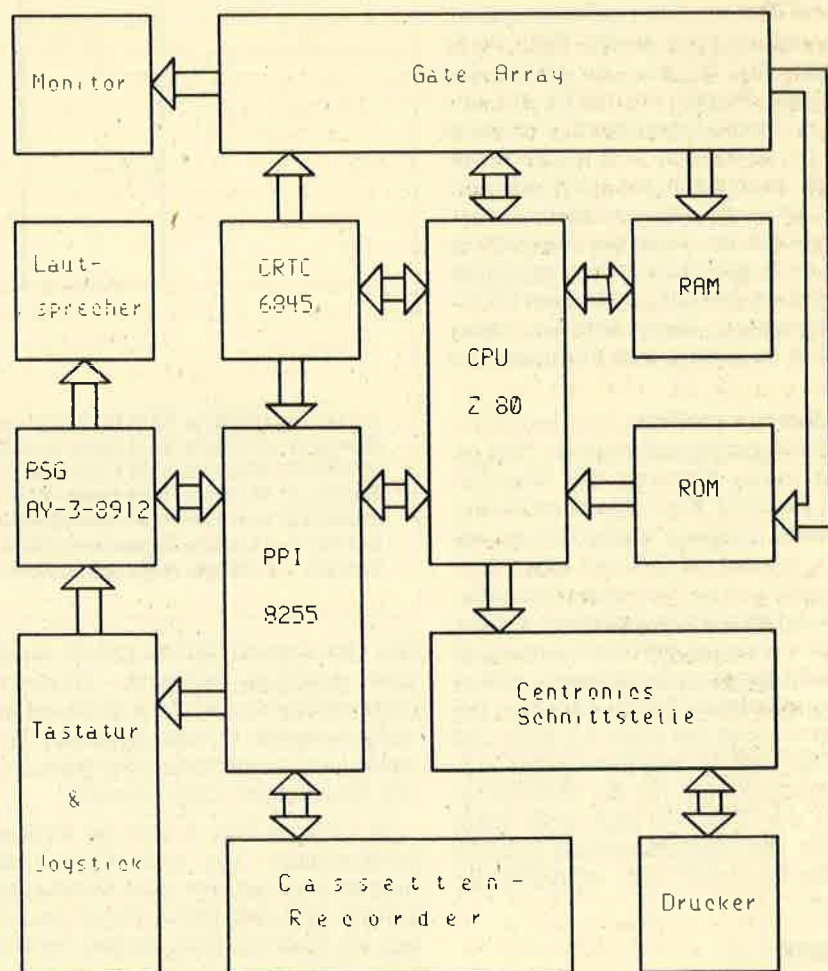 Monitor
Gate Array
Laut-
sprecher
CRTC
6845
CPU
Z 80
RAM
PSG
AY-3-8912
PPI
8255
ROM
Tastatur
&
Joystick
Centronics
Schnittstelle
Cassetten-
Recorder
Drucker